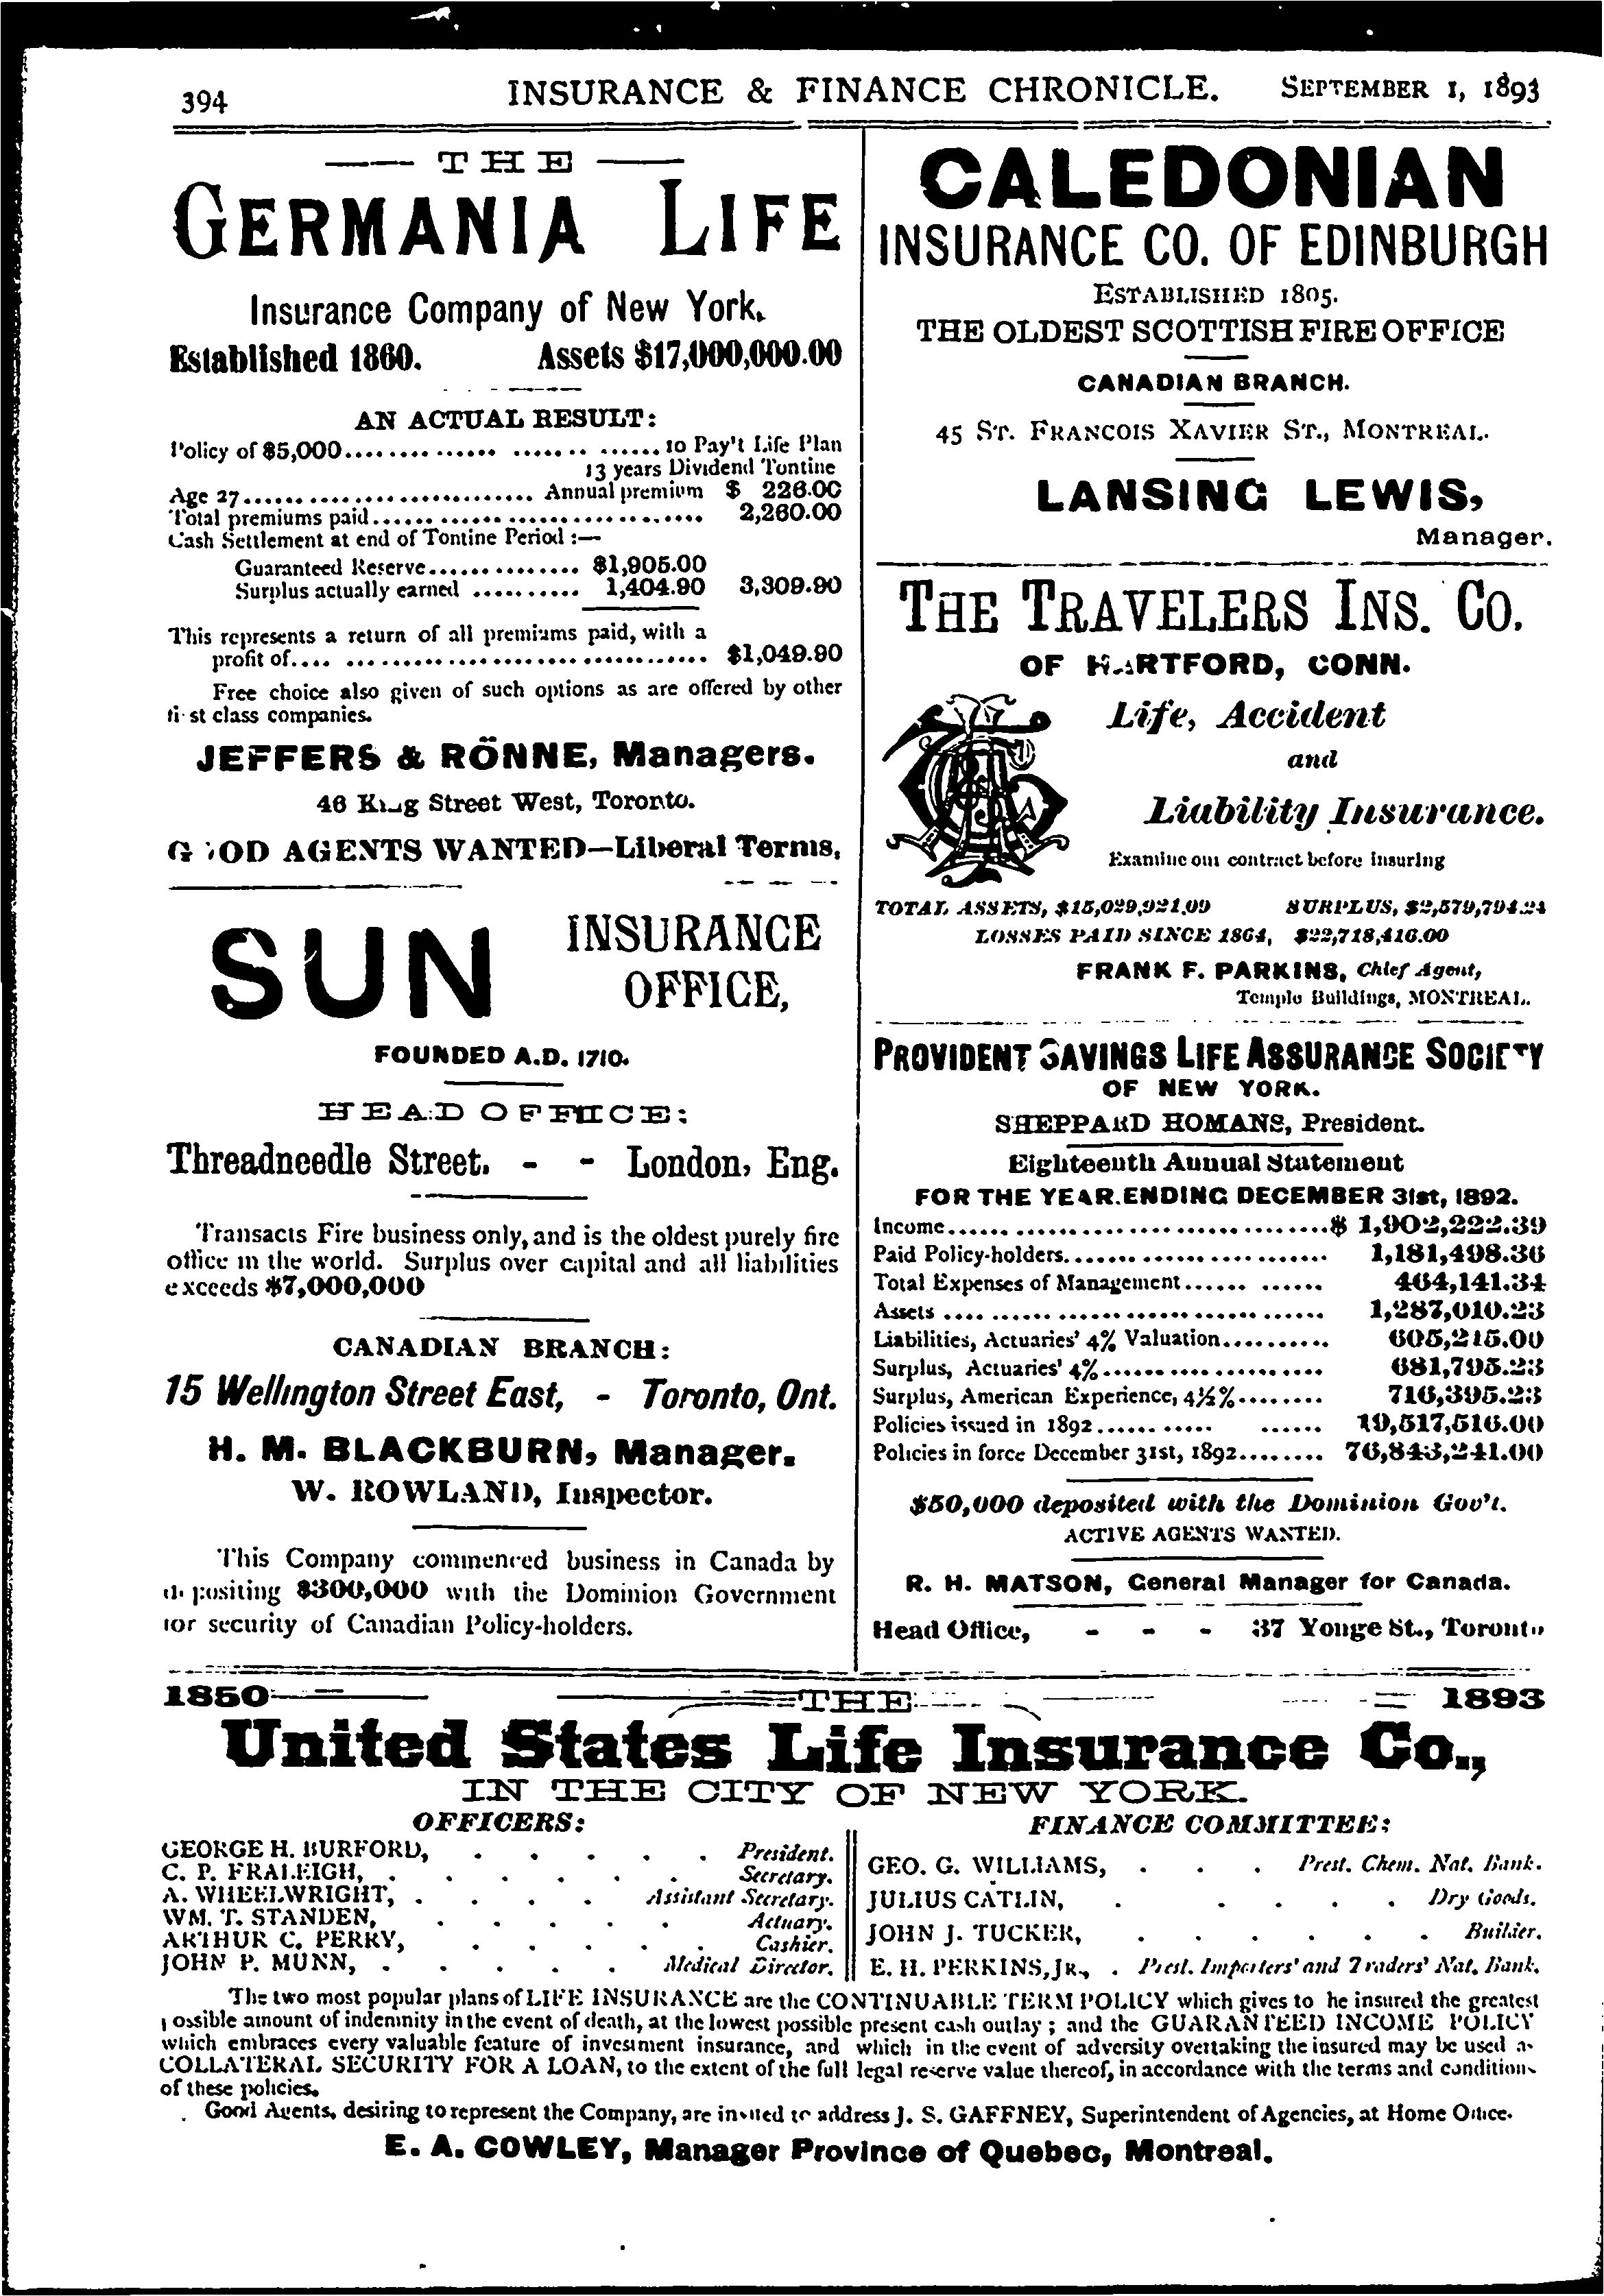 394 INSURANCE & FINANCE CHRONICLE. SEPTEMBER 1, 1893
THE
GERMANIA LIFE
Insurance Company of New York.
Established 1860. Assets $17,000,000.00
AN ACTUAL RESULT:
Policy of $5,000.................. ....... ......10 Pay't Life Plan
13 years Dividend Tontine
Age 27............................. Annual premium $ 226.00
Total premiums paid.................................. 2,260.00
Cash Settlement at end of Tontine Period :—
Guaranteed Reserve............... $1,905.00
Surplus actually earned .......... 1,404.90 3,309.90
This represents a return of all premiums paid, with a
profit of.... .................................... $1,049.90
Free choice also given of such options as are offered by other
first class companies.
JEFFERS & RÖNNE, Managers.
46 King Street West, Toronto.
GOOD AGENTS WANTED—Liberal Terms.
SUN INSURANCE
OFFICE,
FOUNDED A.D. 1710.
HEAD OFFICE:
Threadneedle Street. - - London, Eng.
Transacts Fire business only, and is the oldest purely fire
office in the world. Surplus over capital and all liabilities
exceeds $7,000,000
CANADIAN BRANCH:
15 Wellington Street East, - Toronto, Ont.
H. M. BLACKBURN, Manager.
W. ROWLAND, Inspector.
This Company commenced business in Canada by
depositing $300,000 with the Dominion Government
for security of Canadian Policy-holders.
CALEDONIAN
INSURANCE CO. OF EDINBURGH
ESTABLISHED 1805.
THE OLDEST SCOTTISH FIRE OFFICE
CANADIAN BRANCH.
45 ST. FRANCOIS XAVIER ST., MONTREAL.
LANSING LEWIS,
Manager.
THE TRAVELERS INS. CO.
OF HARTFORD, CONN.
Life, Accident
and
Liability Insurance.
Examine our contract before insuring
TOTAL ASSETS, $15,029,921.09 SURPLUS, $2,579,794.24
LOSSES PAID SINCE 1864, $22,718,416.00
FRANK F. PARKINS, Chief Agent,
Temple Buildings, MONTREAL.
PROVIDENT SAVINGS LIFE ASSURANCE SOCIETY
OF NEW YORK.
SHEPPARD HOMANS, President.
Eighteenth Annual Statement
FOR THE YEAR ENDING DECEMBER 31st, 1892.
Income......................................$ 1,902,222.39
Paid Policy-holders.......................... 1,181,498.36
Total Expenses of Management...... ...... 464,141.34
Assets ...................................... 1,287,010.23
Liabilities, Actuaries' 4% Valuation........... 605,215.00
Surplus, Actuaries' 4%...................... 681,795.23
Surplus, American Experience, 4½%......... 716,395.23
Policies issued in 1892........... ...... 19,517,516.00
Policies in force December 31st, 1892......... 76,843,241.00
$50,000 deposited with the Dominion Gov't.
ACTIVE AGENTS WANTED.
R. H. MATSON, General Manager for Canada.
Head Office, - - - 37 Yonge St., Toronto
1850 THE 1893
United States Life Insurance Co.,
IN THE CITY OF NEW YORK.
OFFICERS:
GEORGE H. BURFORD, . . . . . President.
C. P. FRALEIGH, . . . . . Secretary.
A. WHEELWRIGHT, . . . . Assistant Secretary.
WM. T. STANDEN, . . . . . Actuary.
ARTHUR C. PERRY, . . . . . Cashier.
JOHN P. MUNN, . . . . . Medical Director.
FINANCE COMMITTEE:
GEO. G. WILLIAMS, . . . Prest. Chem. Nat. Bank.
JULIUS CATLIN, . . . . . Dry Goods.
JOHN J. TUCKER, . . . . . . Builder.
E. H. PERKINS, JR., . Prest. Importers' and Traders' Nat. Bank.
The two most popular plans of LIFE INSURANCE are the CONTINUABLE TERM POLICY which gives to he insured the greatest
possible amount of indemnity in the event of death, at the lowest possible present cash outlay ; and the GUARANTEED INCOME POLICY
which embraces every valuable feature of investment insurance, and which in the event of adversity overtaking the insured may be used as
COLLATERAL SECURITY FOR A LOAN, to the extent of the full legal reserve value thereof, in accordance with the terms and conditions
of these policies.
Good Agents, desiring to represent the Company, are invited to address J. S. GAFFNEY, Superintendent of Agencies, at Home Office.
E. A. COWLEY, Manager Province of Quebec, Montreal.